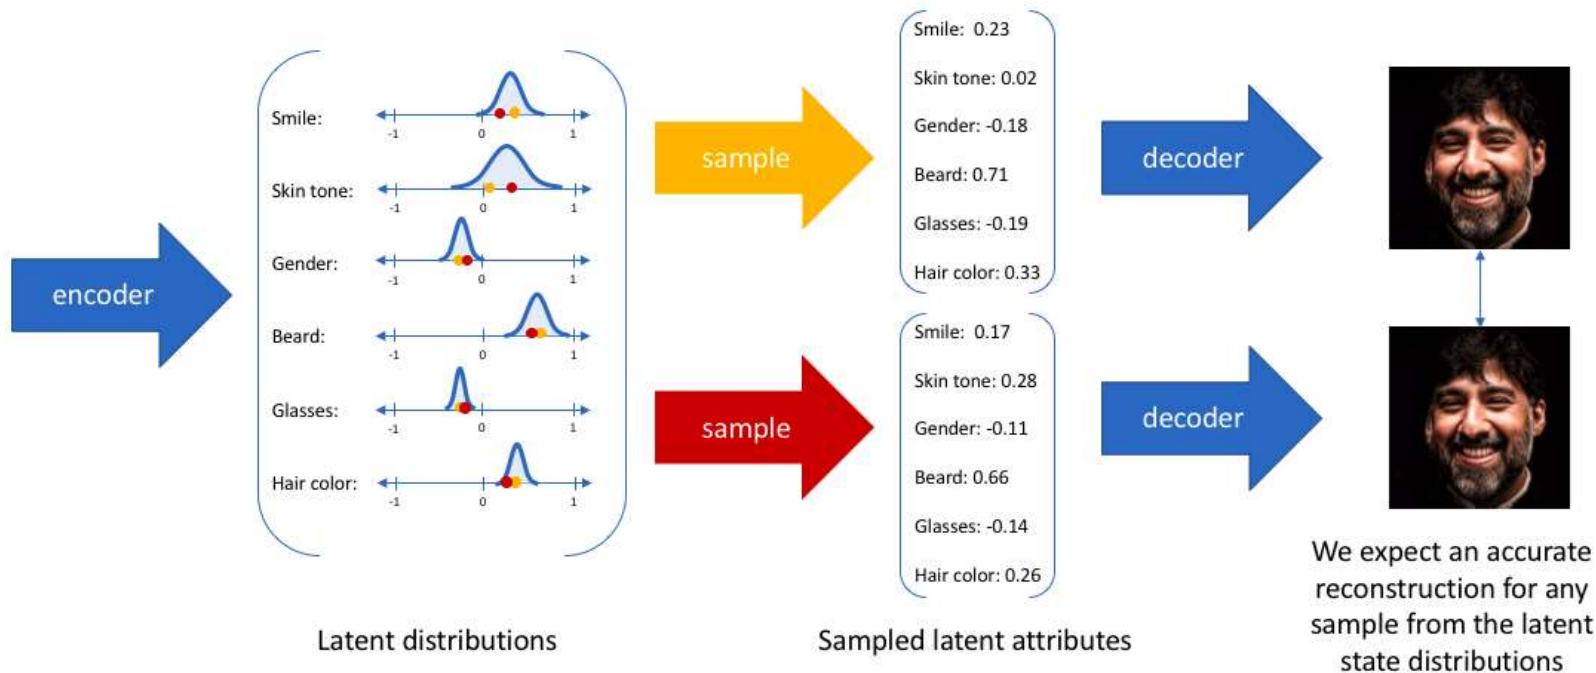 encoder
Smile:
-1 0 1
Skin tone:
-1 0 1
Gender:
-1 0 1
Beard:
-1 0 1
Glasses:
-1 0 1
Hair color:
-1 0 1
Latent distributions
sample
sample
Smile: 0.23
Skin tone: 0.02
Gender: -0.18
Beard: 0.71
Glasses: -0.19
Hair color: 0.33
Smile: 0.17
Skin tone: 0.28
Gender: -0.11
Beard: 0.66
Glasses: -0.14
Hair color: 0.26
Sampled latent attributes
decoder
decoder
We expect an accurate
reconstruction for any
sample from the latent
state distributions